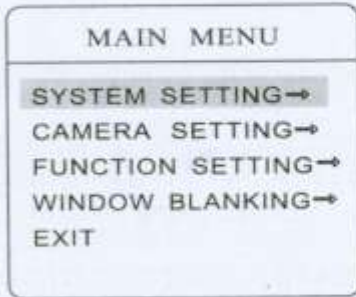 MAIN MENU
SYSTEM SETTING→
CAMERA SETTING→
FUNCTION SETTING→
WINDOW BLANKING→
EXIT